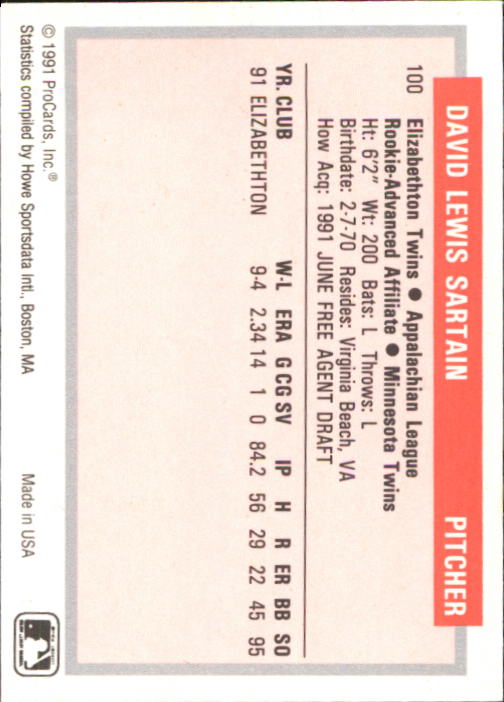 DAVID LEWIS SARTAIN PITCHER
100 Elizabethton Twins ● Appalachian League
Rookie-Advanced Affiliate ● Minnesota Twins
Ht: 6'2" Wt: 200 Bats: L Throws: L
Birthdate: 2-7-70 Resides: Virginia Beach, VA
How Acq: 1991 JUNE FREE AGENT DRAFT
YR. CLUB W-L ERA G CG SV IP H R ER BB SO
91 ELIZABETHTON 9-4 2.34 14 1 0 84.2 56 29 22 45 95
© 1991 ProCards, Inc.®
Statistics compiled by Howe Sportsdata Intl., Boston, MA Made in USA